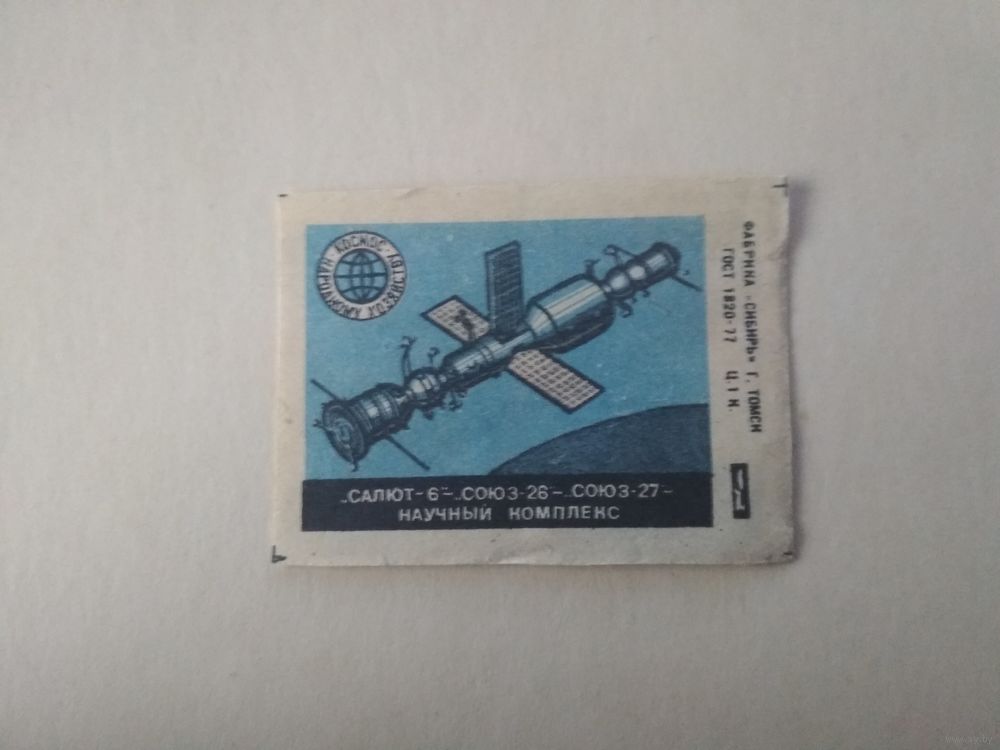 КОСМОС · НАРОДНОМУ ХОЗЯЙСТВУ ·
„САЛЮТ-6"–„СОЮЗ-26"–„СОЮЗ-27"–
НАУЧНЫЙ КОМПЛЕКС
ФАБРИКА «СИБИРЬ» Г. ТОМСК
ГОСТ 1820-77 Ц. 1 К.